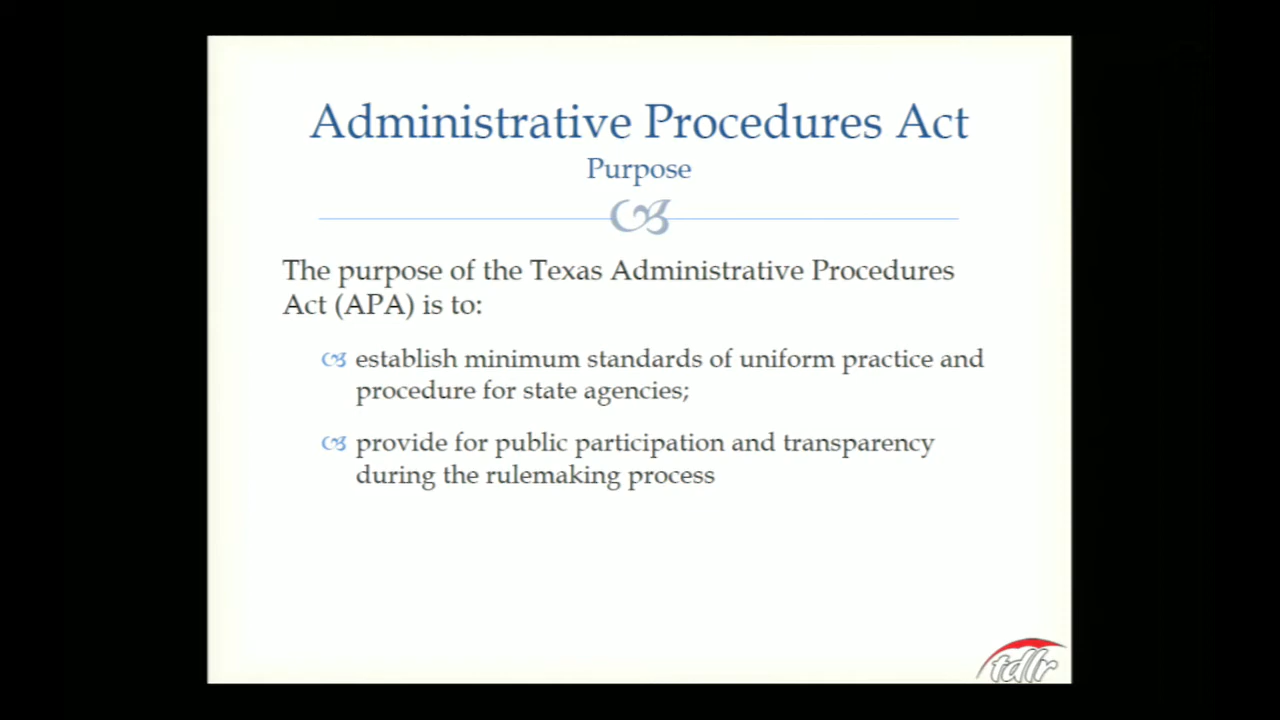 Administrative Procedures Act
Purpose
The purpose of the Texas Administrative Procedures
Act (APA) is to:
establish minimum standards of uniform practice and
procedure for state agencies;
provide for public participation and transparency
during the rulemaking process
tdlr